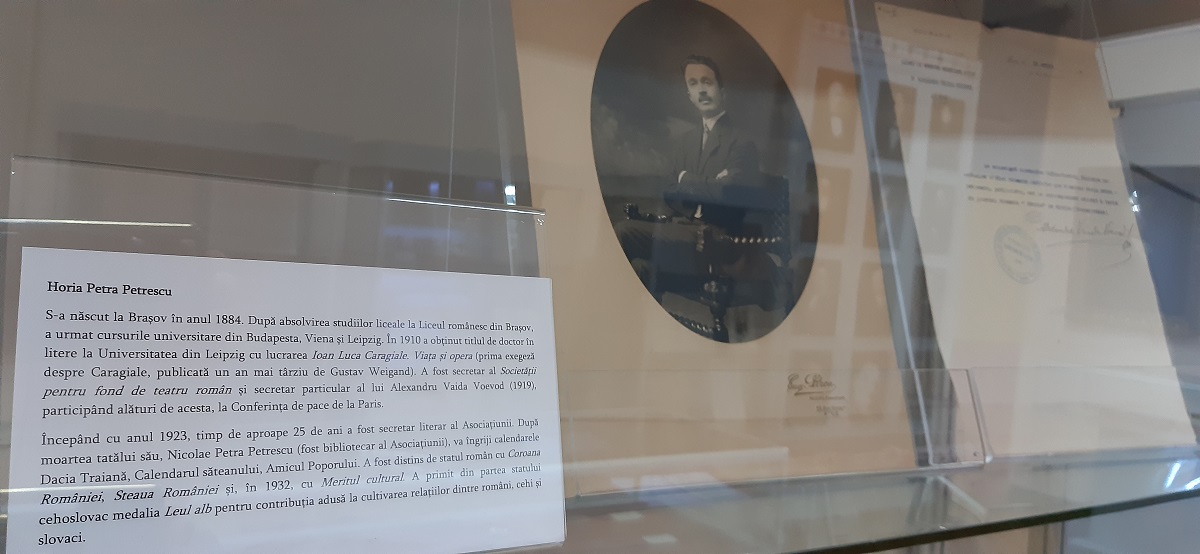 Horia Petra Petrescu
S-a născut la Brașov în anul 1884. După absolvirea studiilor liceale la Liceul românesc din Brașov,
a urmat cursurile universitare din Budapesta, Viena și Leipzig. În 1910 a obținut titlul de doctor în
litere la Universitatea din Leipzig cu lucrarea Ioan Luca Caragiale. Viața și opera (prima exegeză
despre Caragiale, publicată un an mai târziu de Gustav Weigand). A fost secretar al Societății
pentru fond de teatru român și secretar particular al lui Alexandru Vaida Voevod (1919),
participând alături de acesta, la Conferința de pace de la Paris.
Începând cu anul 1923, timp de aproape 25 de ani a fost secretar literar al Asociațiunii. După
moartea tatălui său, Nicolae Petra Petrescu (fost bibliotecar al Asociațiunii), va îngriji calendarele
Dacia Traiană, Calendarul săteanului, Amicul Poporului. A fost distins de statul român cu Coroana
României, Steaua României și, în 1932, cu Meritul cultural. A primit din partea statului
cehoslovac medalia Leul alb pentru contribuția adusă la cultivarea relațiilor dintre români, cehi și
slovaci.